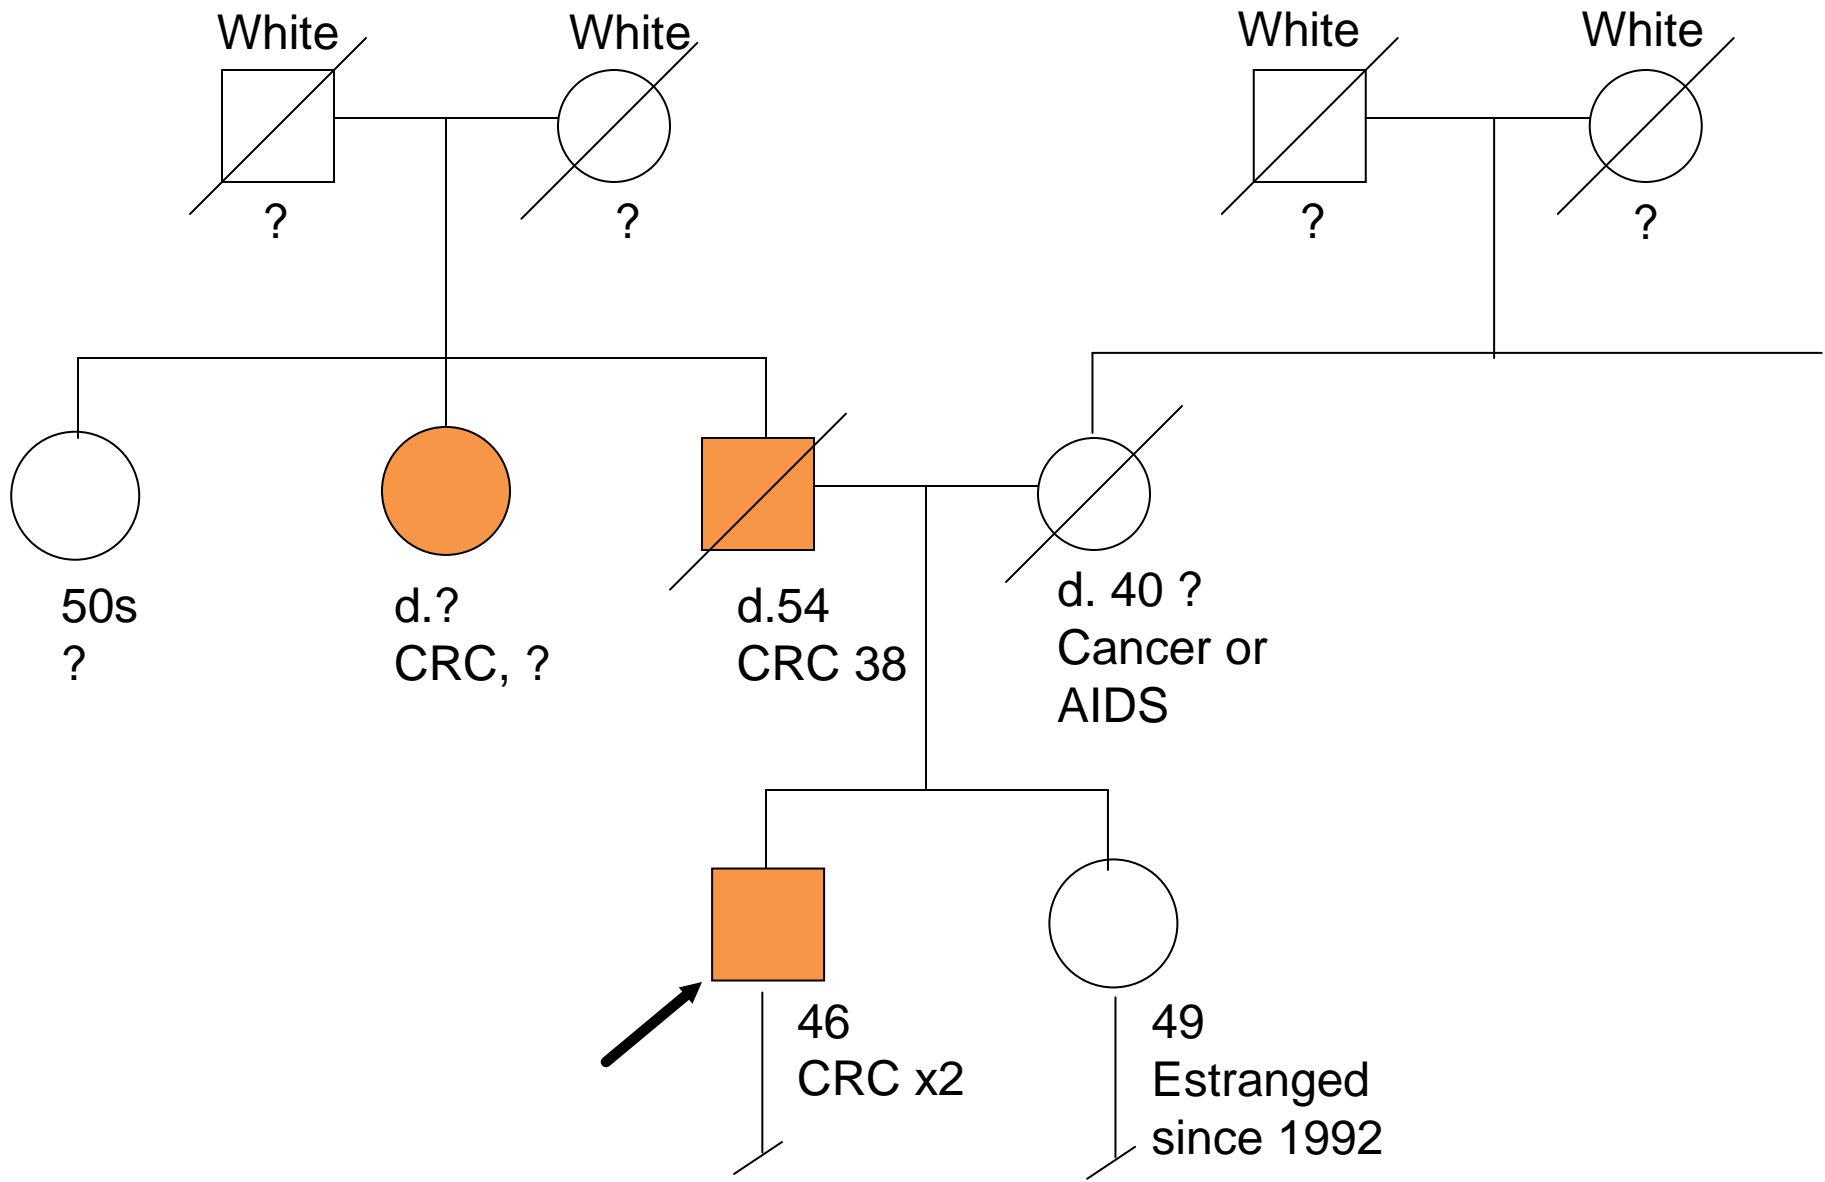 White
White
White
White
?
?
?
?
50s
?
d.?
CRC, ?
d.54
CRC 38
d. 40 ?
Cancer or
AIDS
46
CRC x2
49
Estranged
since 1992